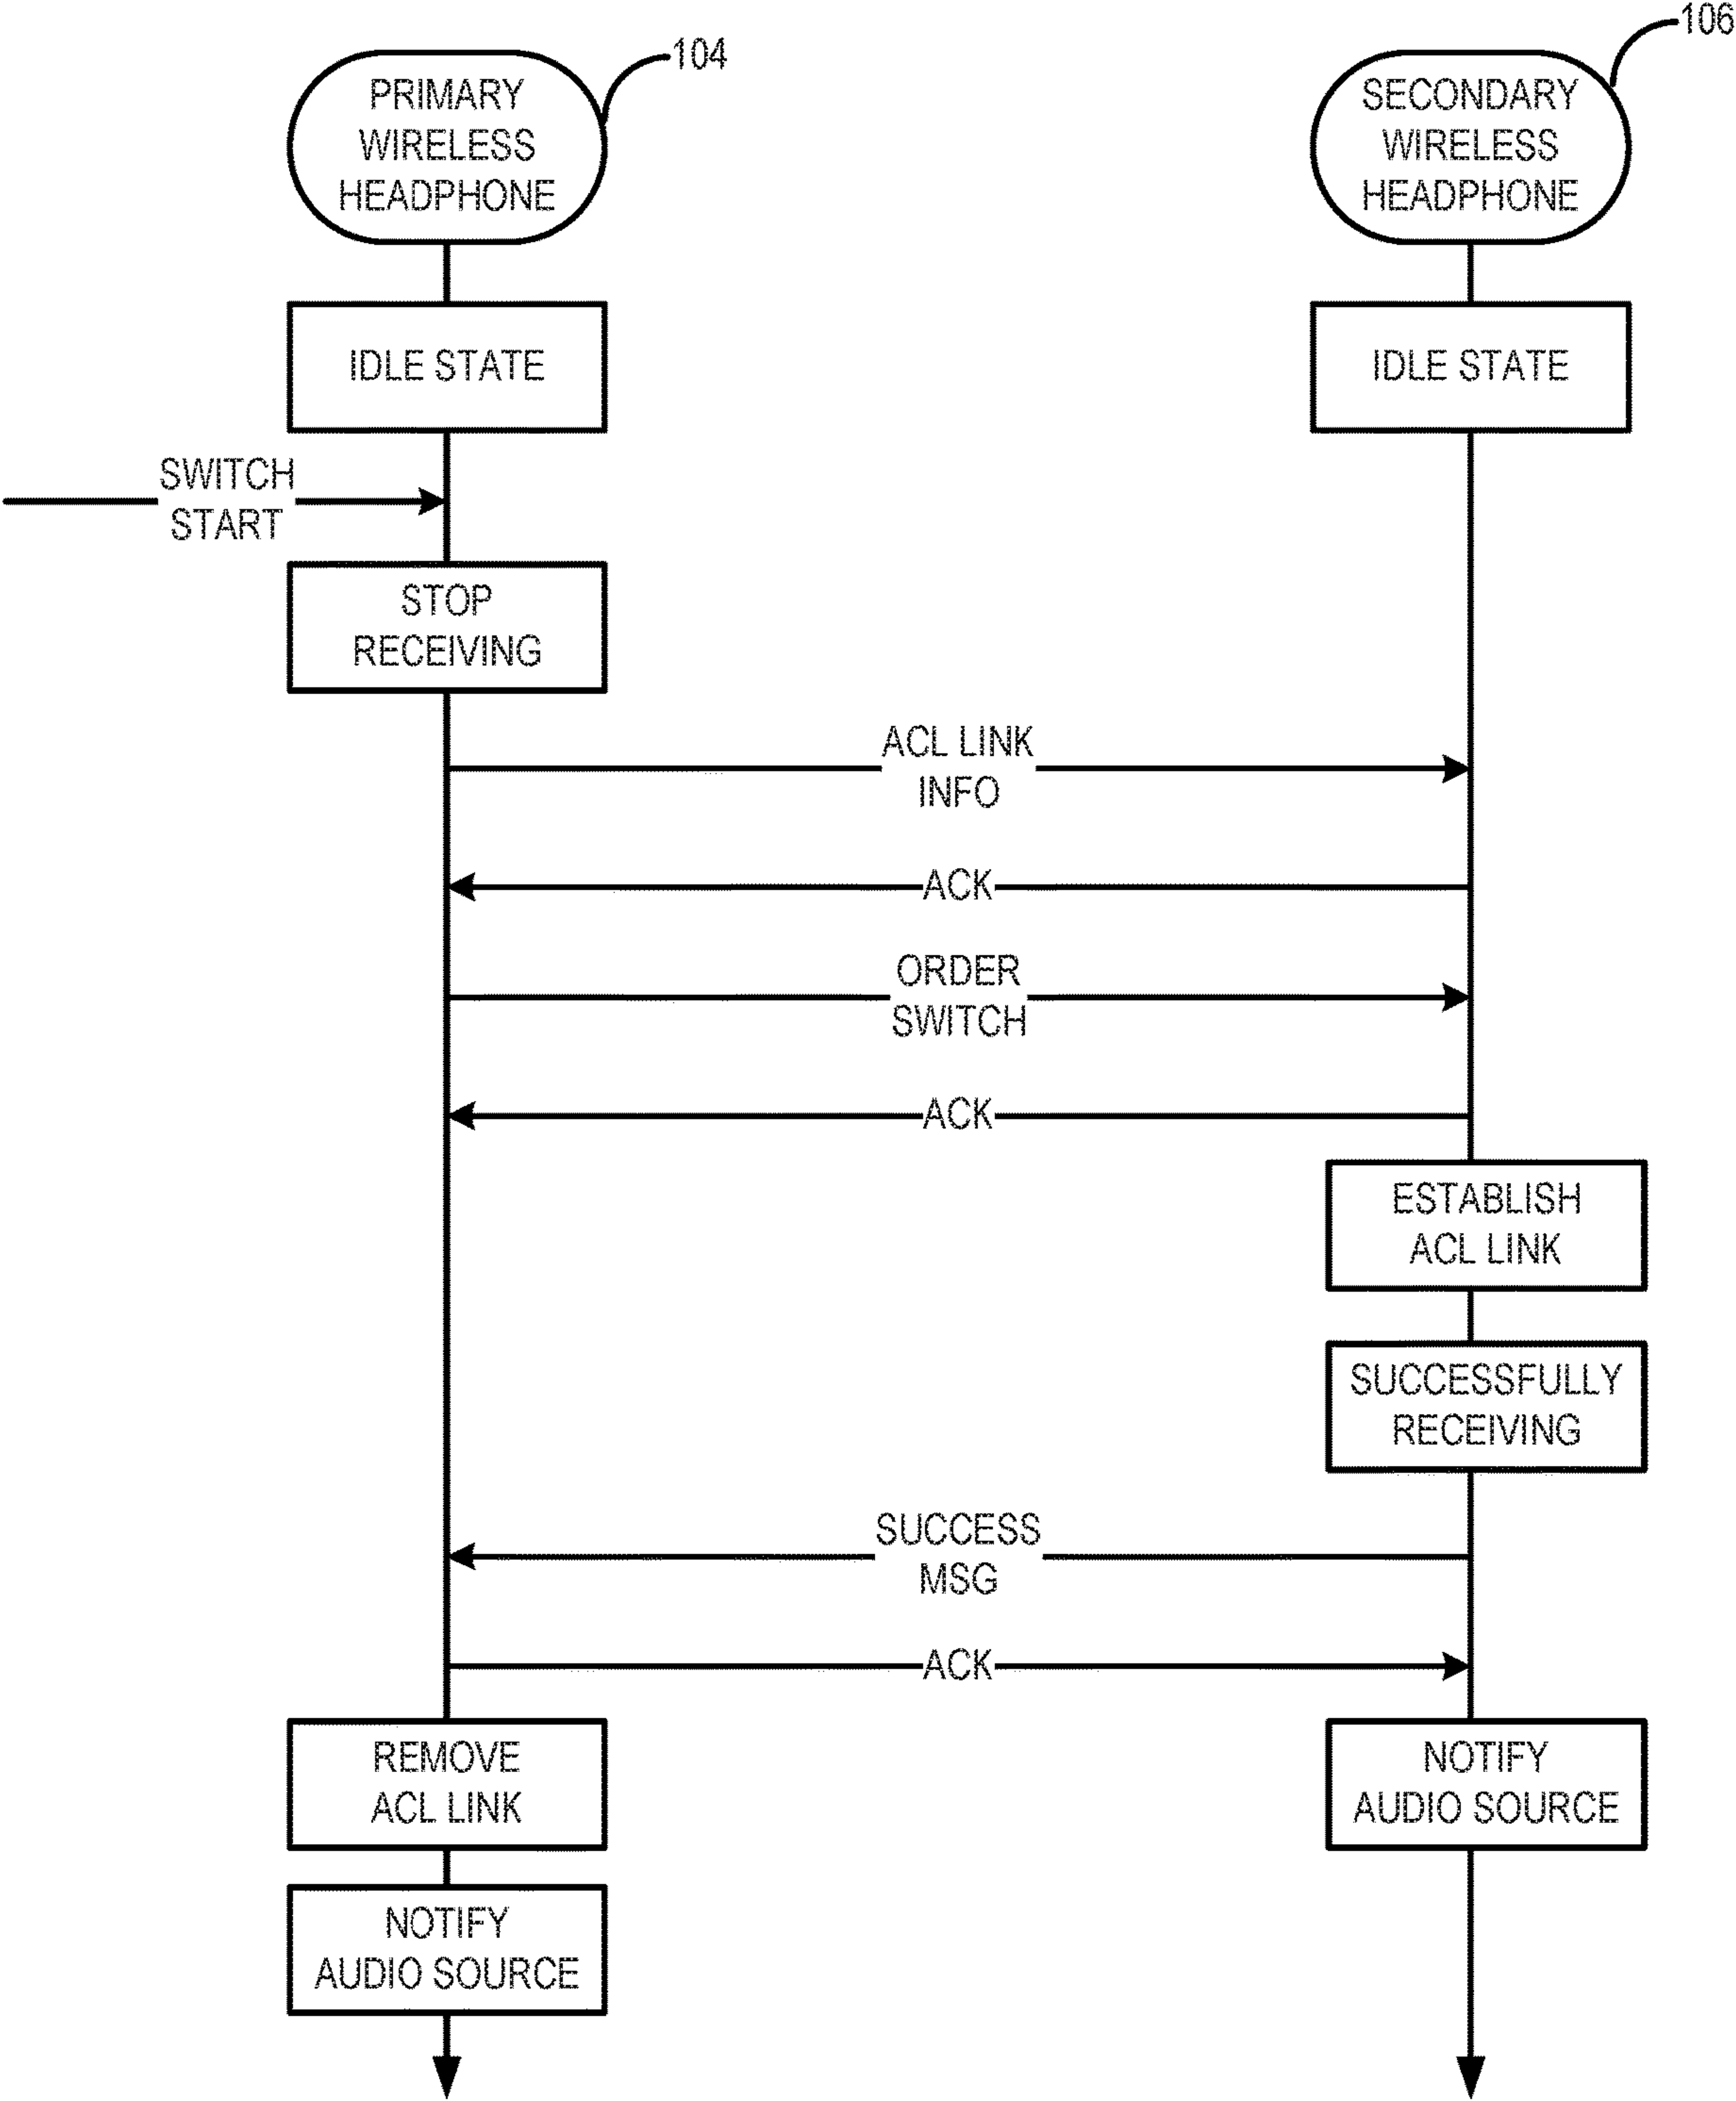 104
106
PRIMARY
WIRELESS
HEADPHONE
SECONDARY
WIRELESS
HEADPHONE
IDLE STATE
IDLE STATE
SWITCH
START
STOP
RECEIVING
ACL LINK
INFO
ACK
ORDER
SWITCH
ACK
ESTABLISH
ACL LINK
SUCCESSFULLY
RECEIVING
SUCCESS
MSG
ACK
REMOVE
ACL LINK
NOTIFY
AUDIO SOURCE
NOTIFY
AUDIO SOURCE